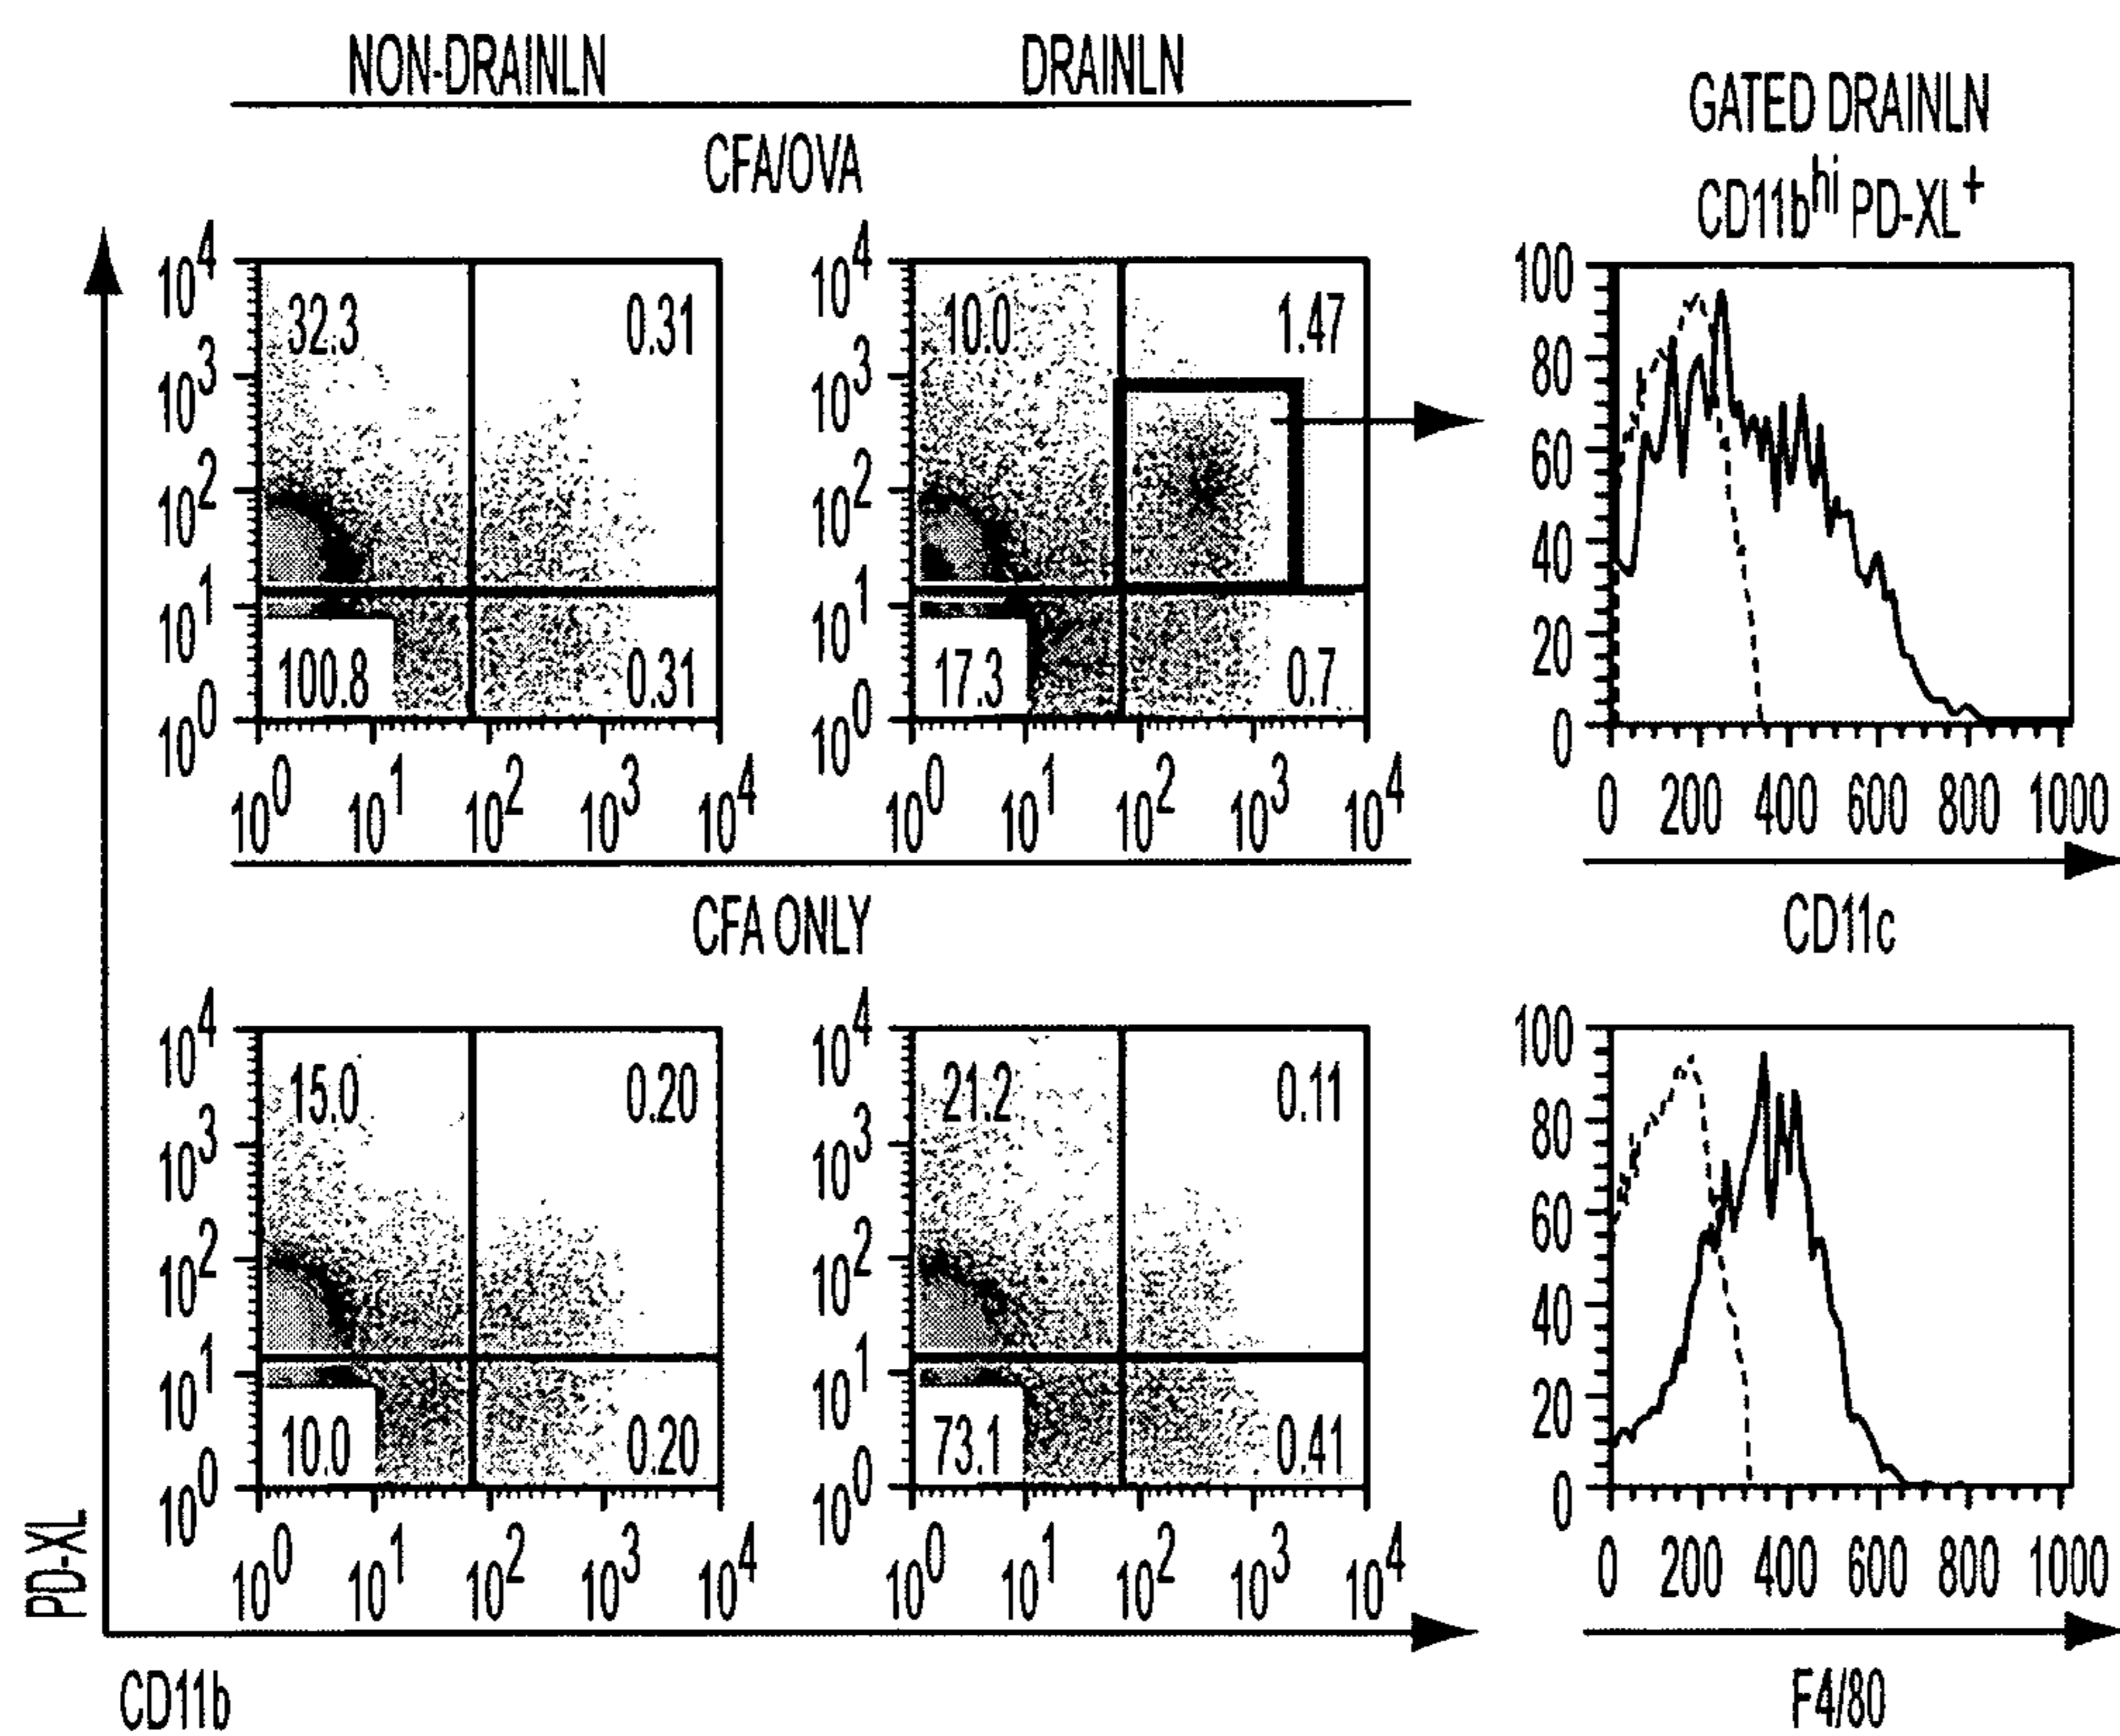 NON-DRAINLN DRAINLN
CFA/OVA
GATED DRAINLN
CD11b^hi PD-XL^+
10^4 10^3 10^2 10^1 10^0
32.3 0.31
100.8 0.31
10^0 10^1 10^2 10^3 10^4
10^4 10^3 10^2 10^1 10^0
10.0 1.47
17.3 0.7
10^0 10^1 10^2 10^3 10^4
100 80 60 40 20 0
0 200 400 600 800 1000
CD11c
CFA ONLY
10^4 10^3 10^2 10^1 10^0
15.0 0.20
10.0 0.20
10^0 10^1 10^2 10^3 10^4
10^4 10^3 10^2 10^1 10^0
21.2 0.11
73.1 0.41
10^0 10^1 10^2 10^3 10^4
100 80 60 40 20 0
0 200 400 600 800 1000
F4/80
PD-XL
CD11b